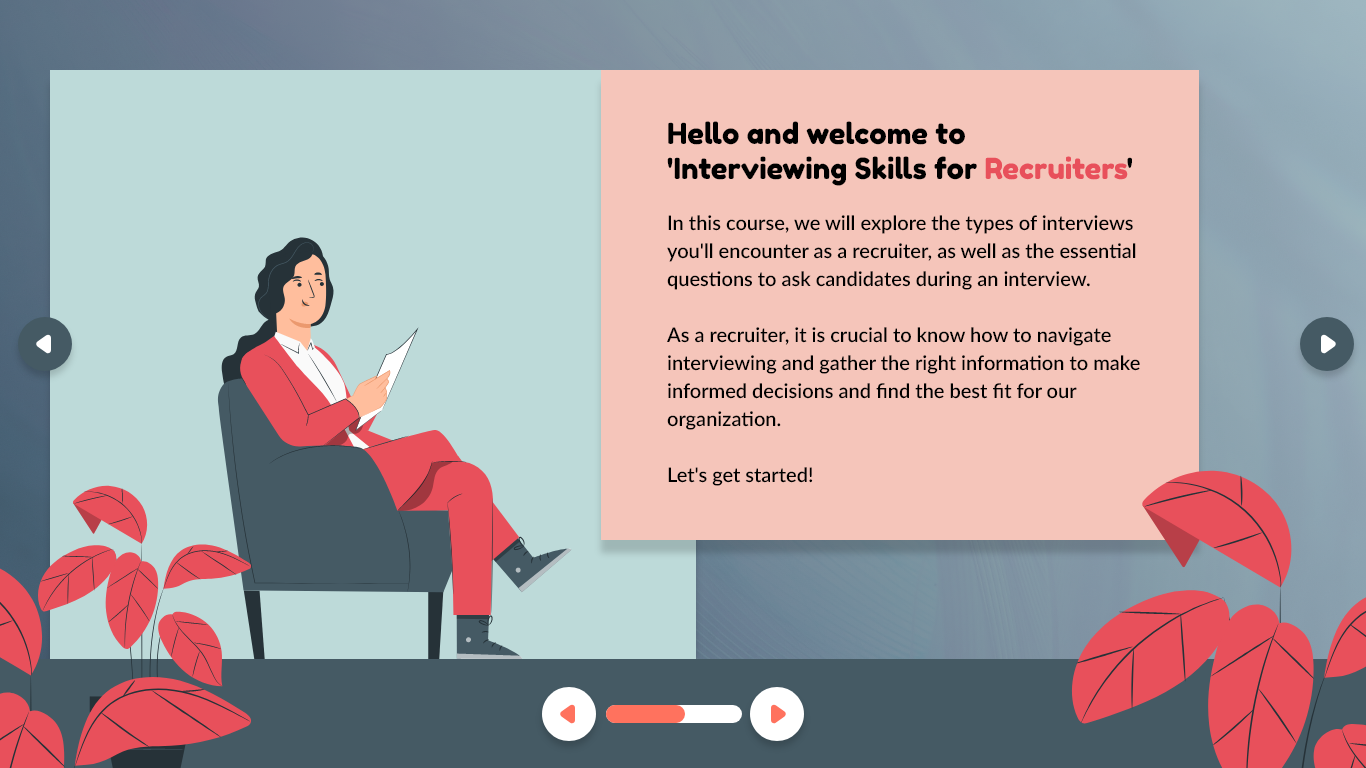 Hello and welcome to
'Interviewing Skills for Recruiters'
In this course, we will explore the types of interviews
you'll encounter as a recruiter, as well as the essential
questions to ask candidates during an interview.
As a recruiter, it is crucial to know how to navigate
interviewing and gather the right information to make
informed decisions and find the best fit for our
organization.
Let's get started!